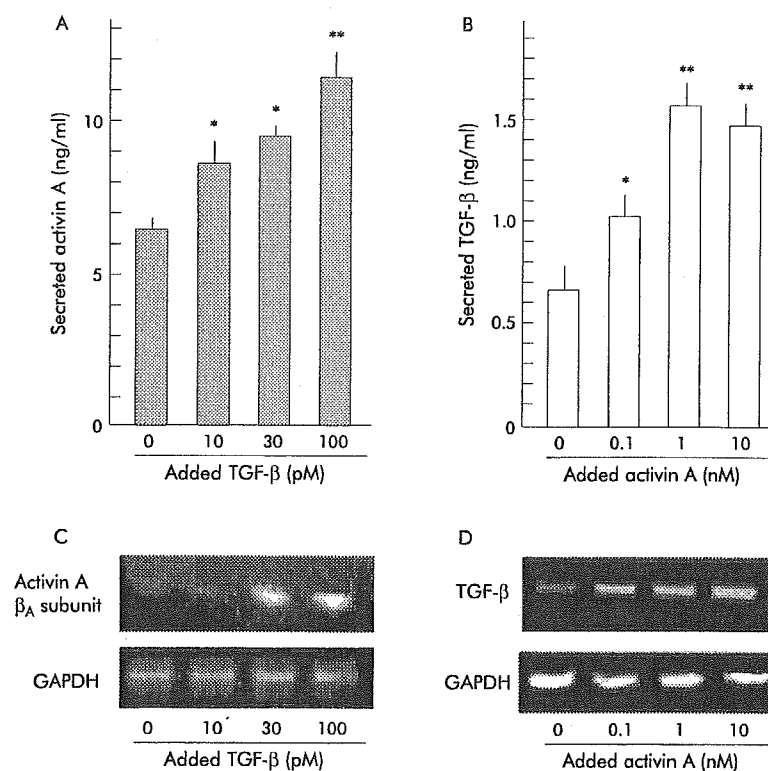 A
Secreted activin A (ng/ml)
10
5
0
*
*
**
0 10 30 100
Added TGF-β (pM)
B
Secreted TGF-β (ng/ml)
1.5
1.0
0.5
0
*
**
**
0 0.1 1 10
Added activin A (nM)
C
Activin A
βA subunit
GAPDH
0 10 30 100
Added TGF-β (pM)
D
TGF-β
GAPDH
0 0.1 1 10
Added activin A (nM)